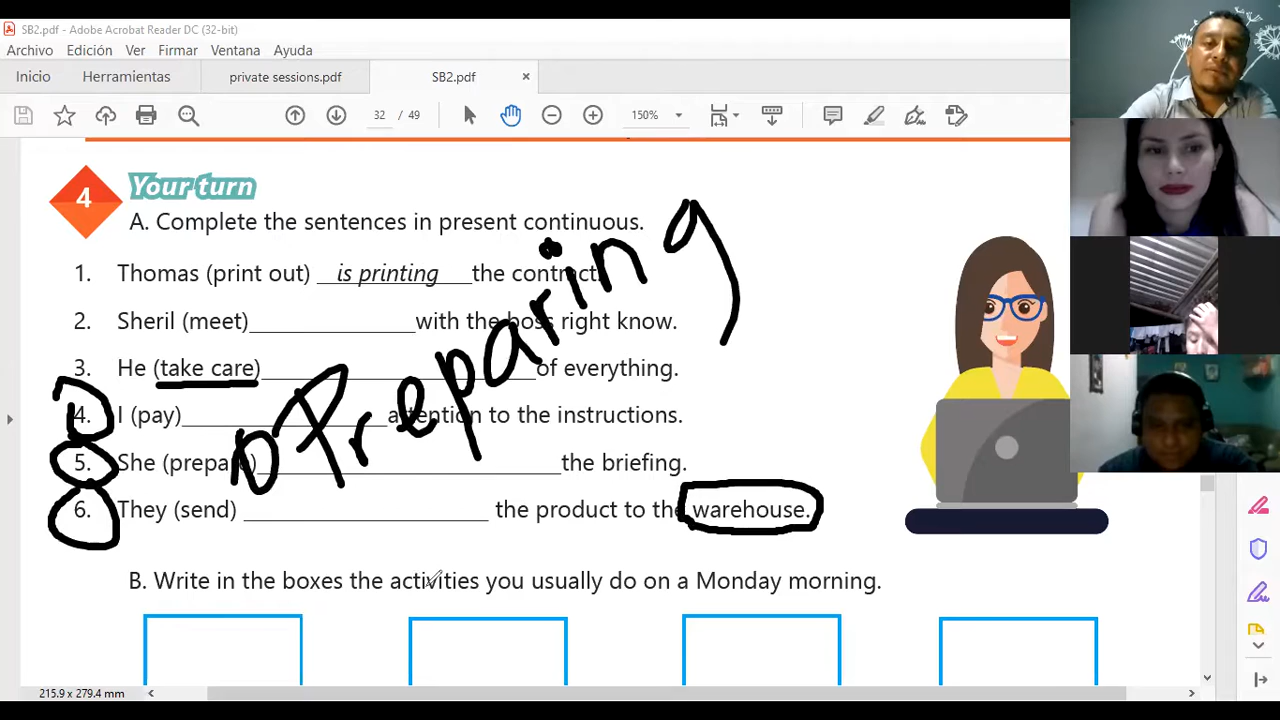 SB2.pdf - Adobe Acrobat Reader DC (32-bit)
Archivo Edición Ver Firmar Ventana Ayuda
Inicio Herramientas private sessions.pdf SB2.pdf ×
32 / 49 150%
4 Your turn
A. Complete the sentences in present continuous.
1. Thomas (print out) is printing the contract.
2. Sheril (meet) with the boss right know.
3. He (take care) of everything.
4. I (pay) attention to the instructions.
5. She (prepare) the briefing.
6. They (send) the product to the warehouse.
Preparing
B. Write in the boxes the activities you usually do on a Monday morning.
215.9 x 279.4 mm